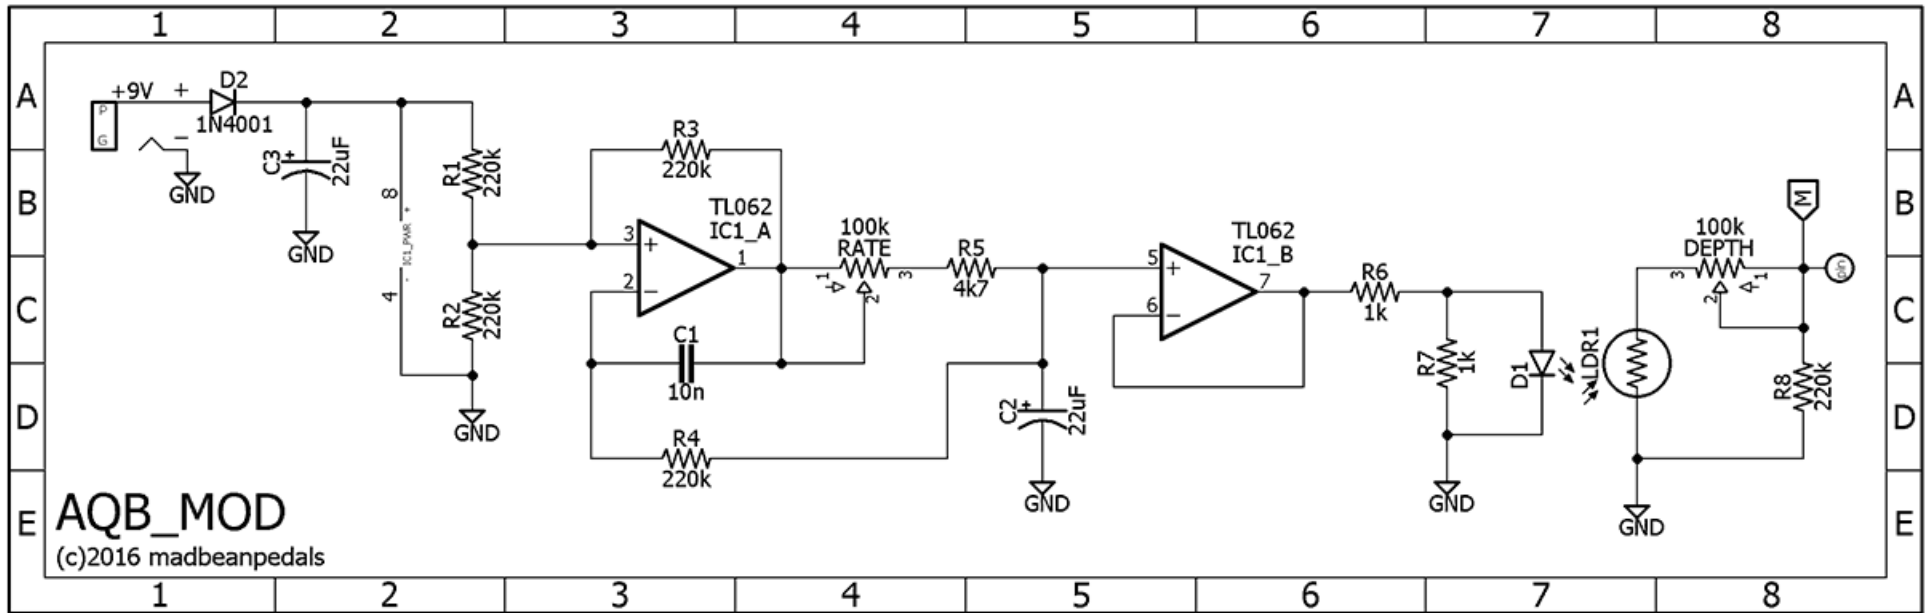 1 2 3 4 5 6 7 8
A A
+9V +
D2
P
1N4001
G
−
R3
220k
C3 + 22uF
R1 220k
GND
B B
8
TL062
IC1_A
M
100k
RATE
TL062
IC1_B
100k
DEPTH
GND
- IC1_PWR +
3 +
1
R5
5 +
pin
1 3
4k7
7
R6
3 1
2 −
2
2
4
R2 220k
C C
6 −
1k
C1
10n
R7 1k
D1
LDR1
R8 220k
C2 + 22uF
D D
GND
R4
220k
GND
GND
GND
AQB_MOD
E E
(c)2016 madbeanpedals
1 2 3 4 5 6 7 8